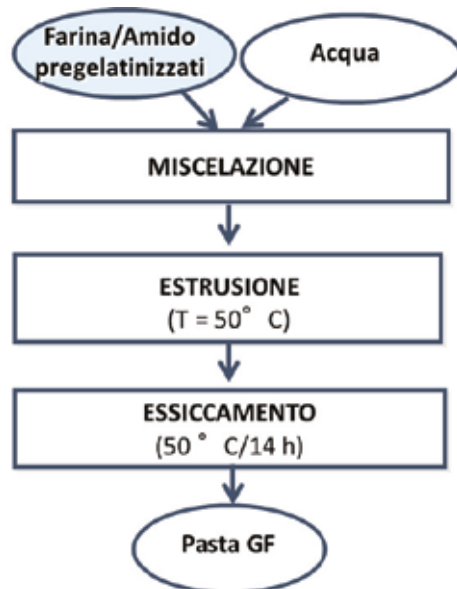 Farina/Amido
pregelatinizzati
Acqua
MISCELAZIONE
ESTRUSIONE
(T = 50° C)
ESSICCAMENTO
(50 ° C/14 h)
Pasta GF